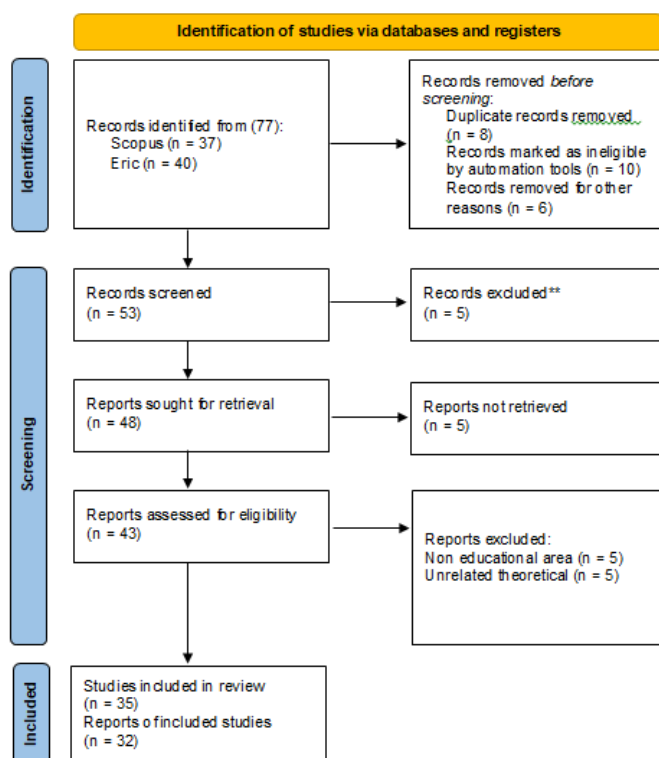 Identification of studies via databases and registers
Identification
Records identified from (77):
Scopus (n = 37)
Eric (n = 40)
Records removed before
screening:
Duplicate records removed
(n = 8)
Records marked as ineligible
by automation tools (n = 10)
Records removed for other
reasons (n = 6)
Screening
Records screened
(n = 53)
Records excluded**
(n = 5)
Reports sought for retrieval
(n = 48)
Reports not retrieved
(n = 5)
Reports assessed for eligibility
(n = 43)
Reports excluded:
Non educational area (n = 5)
Unrelated theoretical (n = 5)
Included
Studies included in review
(n = 35)
Reports of included studies
(n = 32)